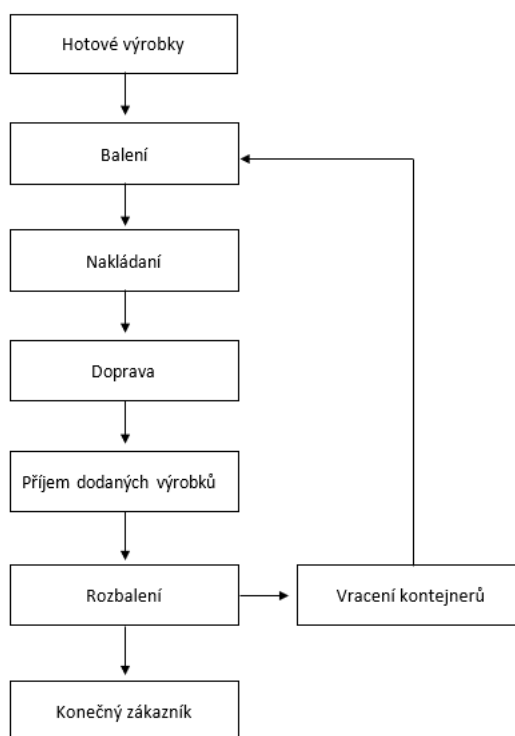 Hotové výrobky
Balení
Nakládaní
Doprava
Příjem dodaných výrobků
Rozbalení
Vracení kontejnerů
Konečný zákazník